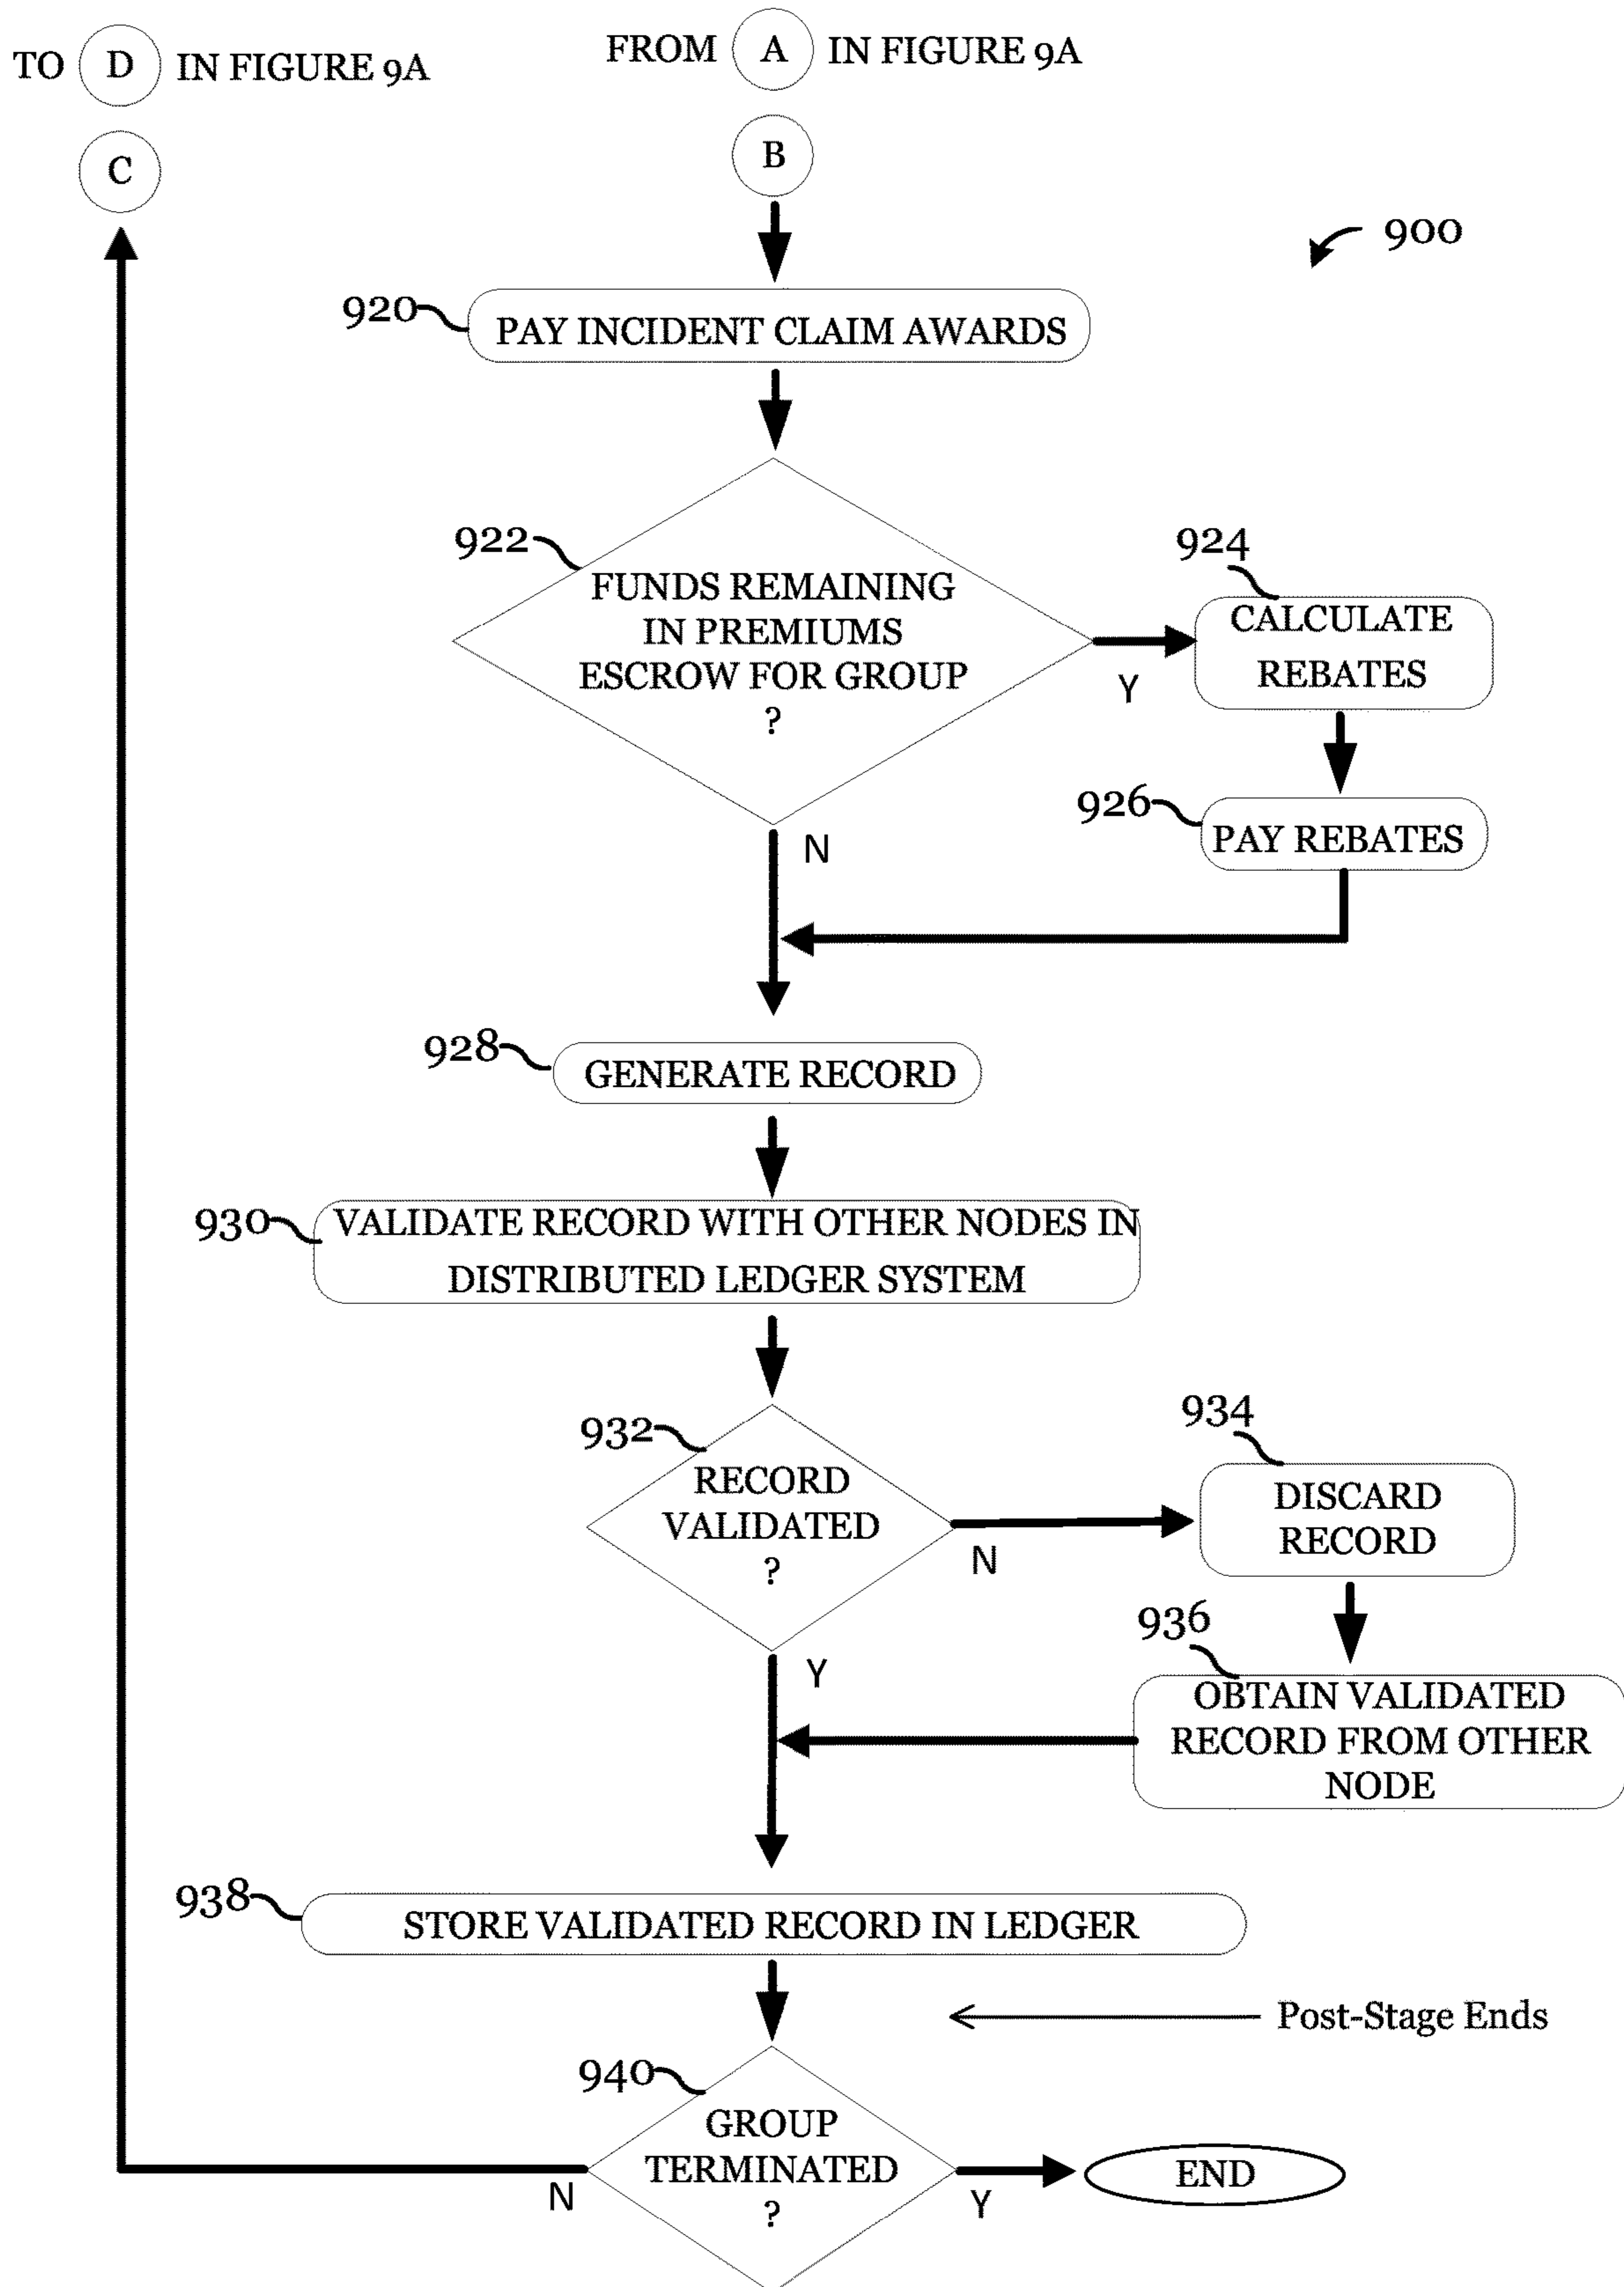 TO D IN FIGURE 9A
FROM A IN FIGURE 9A
C
B
900
920
PAY INCIDENT CLAIM AWARDS
922
FUNDS REMAINING
IN PREMIUMS
ESCROW FOR GROUP
?
Y
N
924
CALCULATE
REBATES
926
PAY REBATES
928
GENERATE RECORD
930
VALIDATE RECORD WITH OTHER NODES IN
DISTRIBUTED LEDGER SYSTEM
932
RECORD
VALIDATED
?
N
Y
934
DISCARD
RECORD
936
OBTAIN VALIDATED
RECORD FROM OTHER
NODE
938
STORE VALIDATED RECORD IN LEDGER
Post-Stage Ends
940
GROUP
TERMINATED
?
N
Y
END